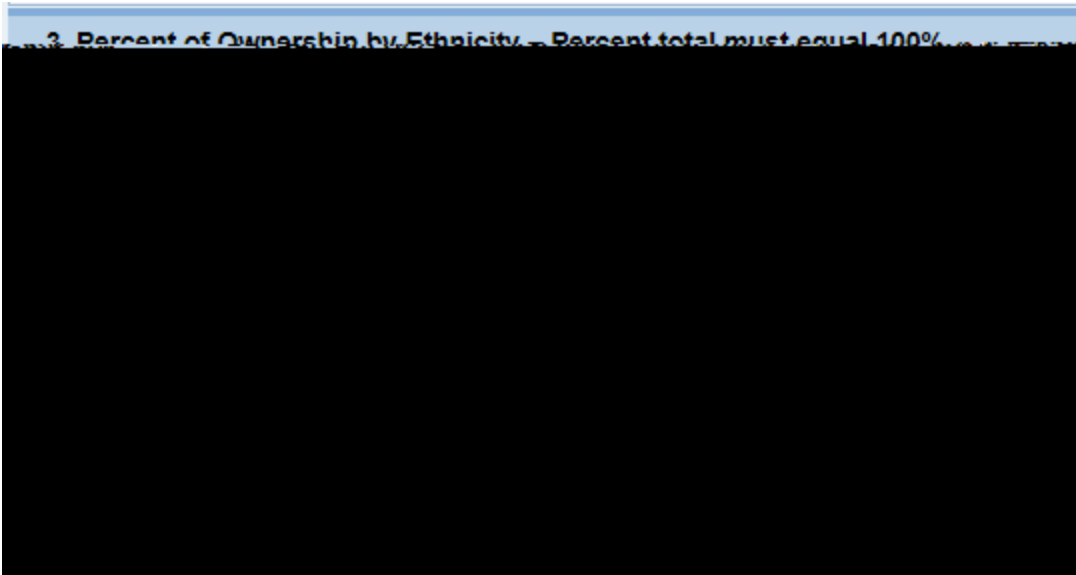 3. Percent of Ownership by Ethnicity – Percent total must equal 100%